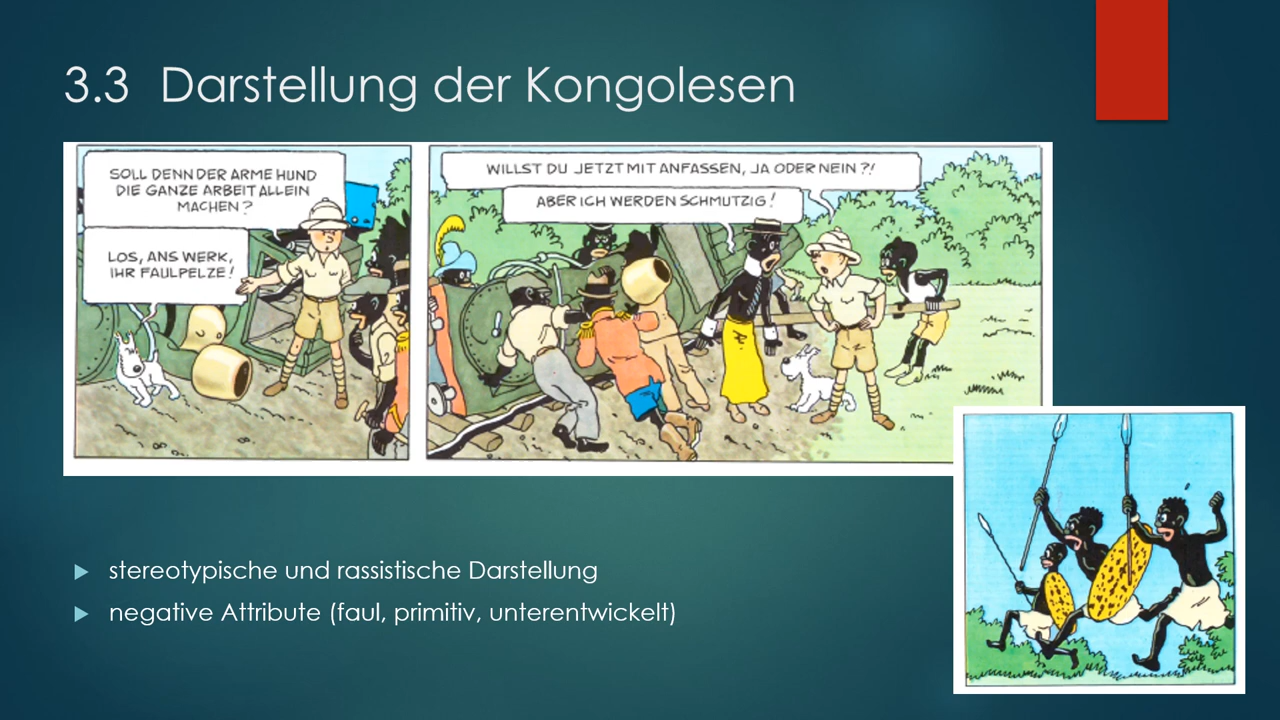 3.3 Darstellung der Kongolesen
SOLL DENN DER ARME HUND
DIE GANZE ARBEIT ALLEIN
MACHEN?
LOS, ANS WERK,
IHR FAULPELZE!
WILLST DU JETZT MIT ANFASSEN, JA ODER NEIN?!
ABER ICH WERDEN SCHMUTZIG!
stereotypische und rassistische Darstellung
negative Attribute (faul, primitiv, unterentwickelt)